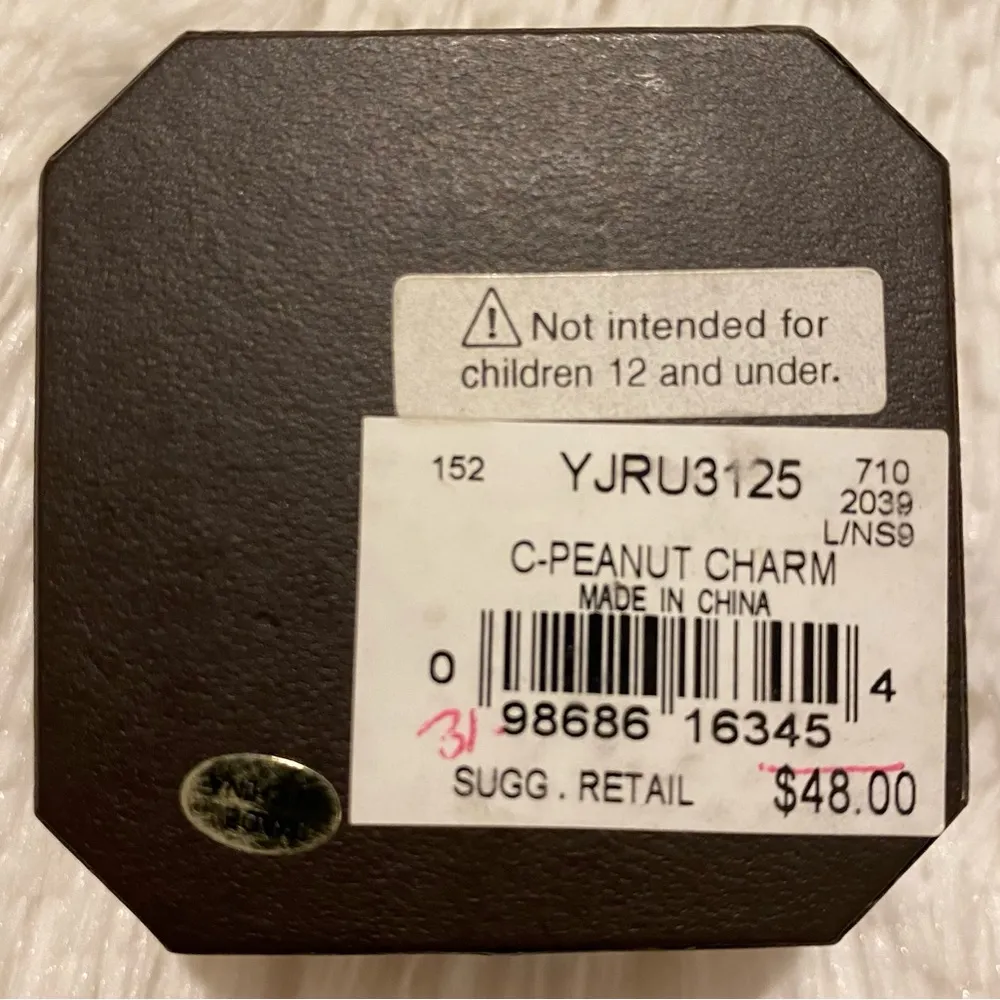 Not intended for
children 12 and under.
152 YJRU3125 710
2039
L/NS9
C-PEANUT CHARM
MADE IN CHINA
0 98686 16345 4
31
SUGG. RETAIL $48.00